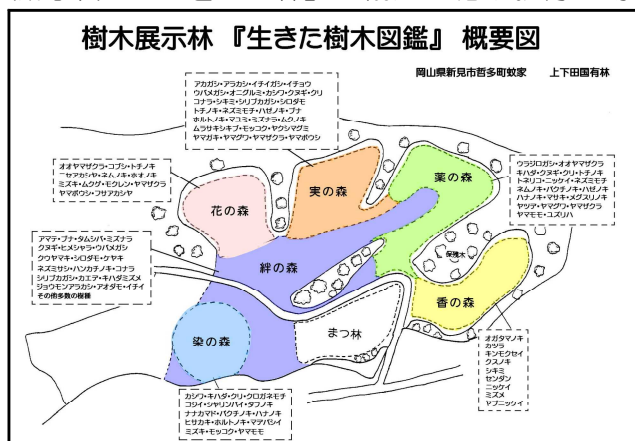 樹木展示林 『生きた樹木図鑑』 概要図
岡山県新見市哲多町蚊家　　上下田国有林
アカガシ・アラカシ・イチイガシ・イチョウ
ウバメガシ・オニグルミ・カシワ・クヌギ・クリ
コナラ・シキミ・シリブカガシ・シロダモ
トチノキ・ネズミモチ・ハゼノキ・ブナ
ホルトノキ・マユミ・ミズナラ・ムクノキ
ムラサキシキブ・モッコク・ヤクシマグミ
ヤマガキ・ヤマグワ・ヤマザクラ・ヤマボウシ
オオヤマザクラ・コブシ・トチノキ
ニセアカシヤ・ネムノキ・ホオノキ
ミズキ・ムクゲ・モクレン・ヤマザクラ
ヤマボウシ・フサアカシヤ
ウラジロガシ・オオヤマザクラ
キハダ・クヌギ・クリ・トチノキ
トネリコ・ニッケイ・ネズミモチ
ネムノキ・バクチノキ・ハゼノキ
ハナノキ・マサキ・メグスリノキ
ヤツデ・ヤマグワ・ヤマザクラ
ヤマモモ・ユズリハ
実の森
薬の森
花の森
アマテ・ブナ・タムシバ・ミズナラ
クヌギ・ヒメシャラ・ウバメガシ
クウヤマキ・シロダモ・ケヤキ
ネズミサシ・ハンカチノキ・コナラ
シリブカガシ・カエデ・キハダミズメ
ジョウモンアラカシ・アオダモ・イチイ
その他多数の樹種
絆の森
保残木
香の森
染の森
まつ林
オガタマノキ
カツラ
キンモクセイ
クスノキ
シキミ
センダン
ニッケイ
ミズメ
ヤブニッケイ
カシワ・キハダ・クリ・クロガネモチ
コジイ・シャリンバイ・タブノキ
ナナカマド・バクチノキ・ハナノキ
ヒサカキ・ホルトノキ・マテバシイ
ミズキ・モッコク・ヤマモモ